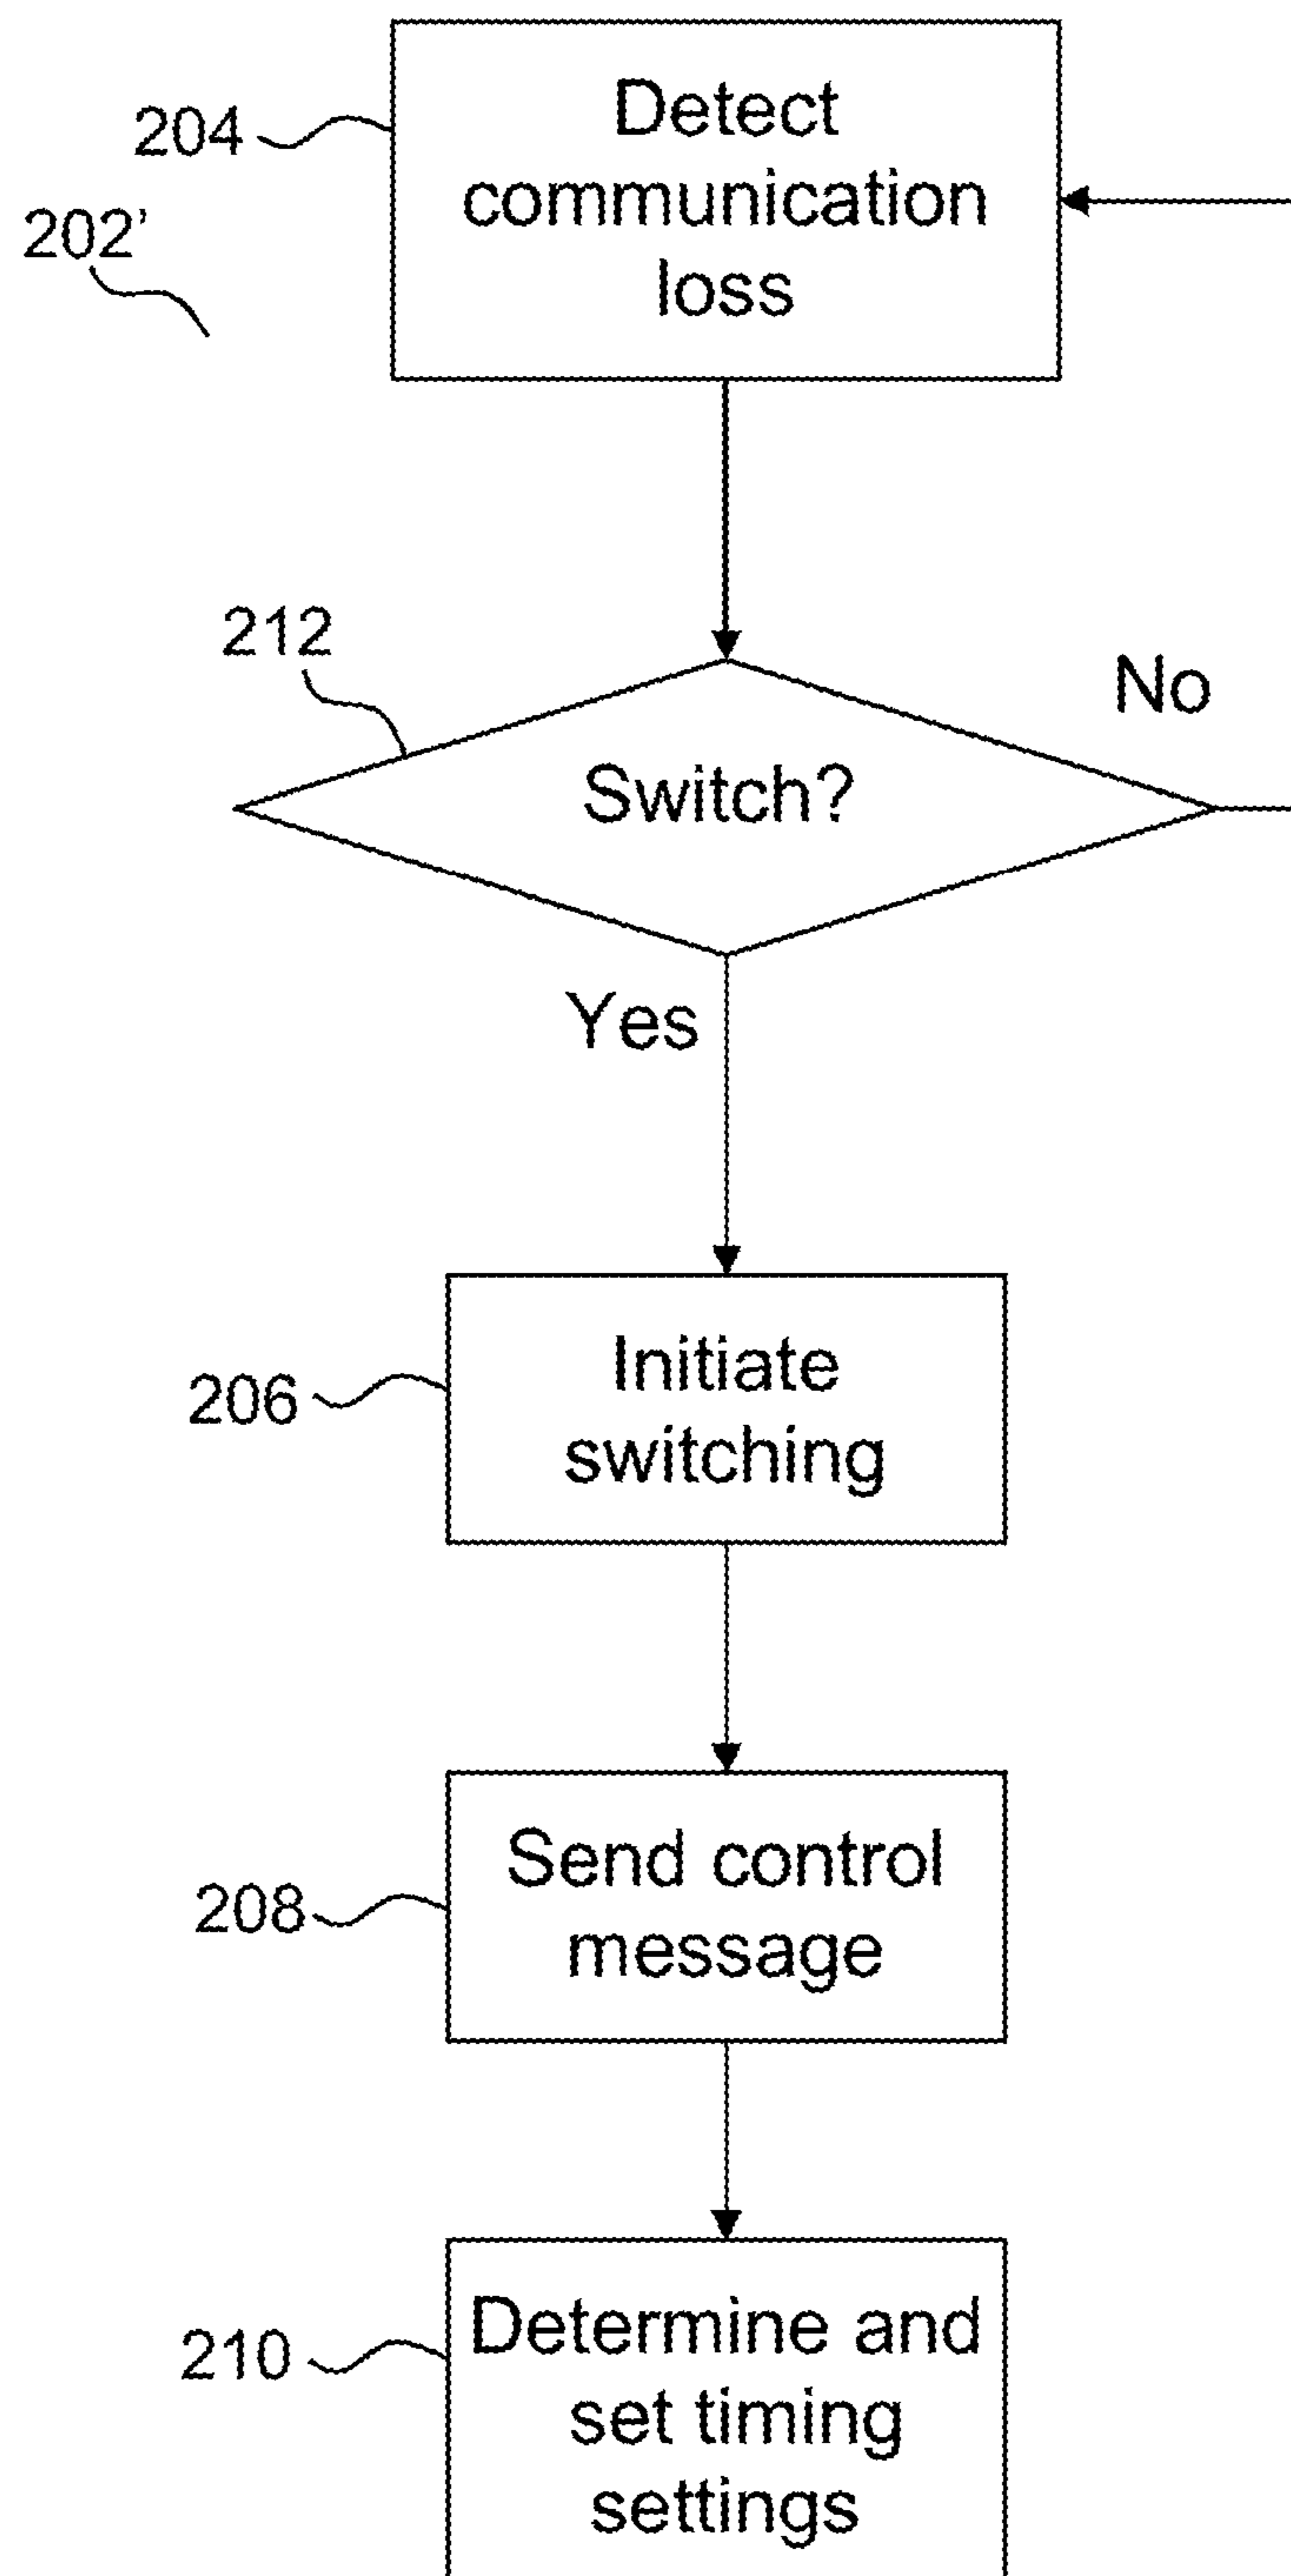 204
Detect
communication
loss
202'
212
Switch?
No
Yes
206
Initiate
switching
208
Send control
message
210
Determine and
set timing
settings